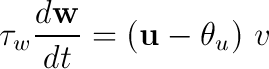 τ_w d𝐰/dt = (𝐮 − θ_u) v